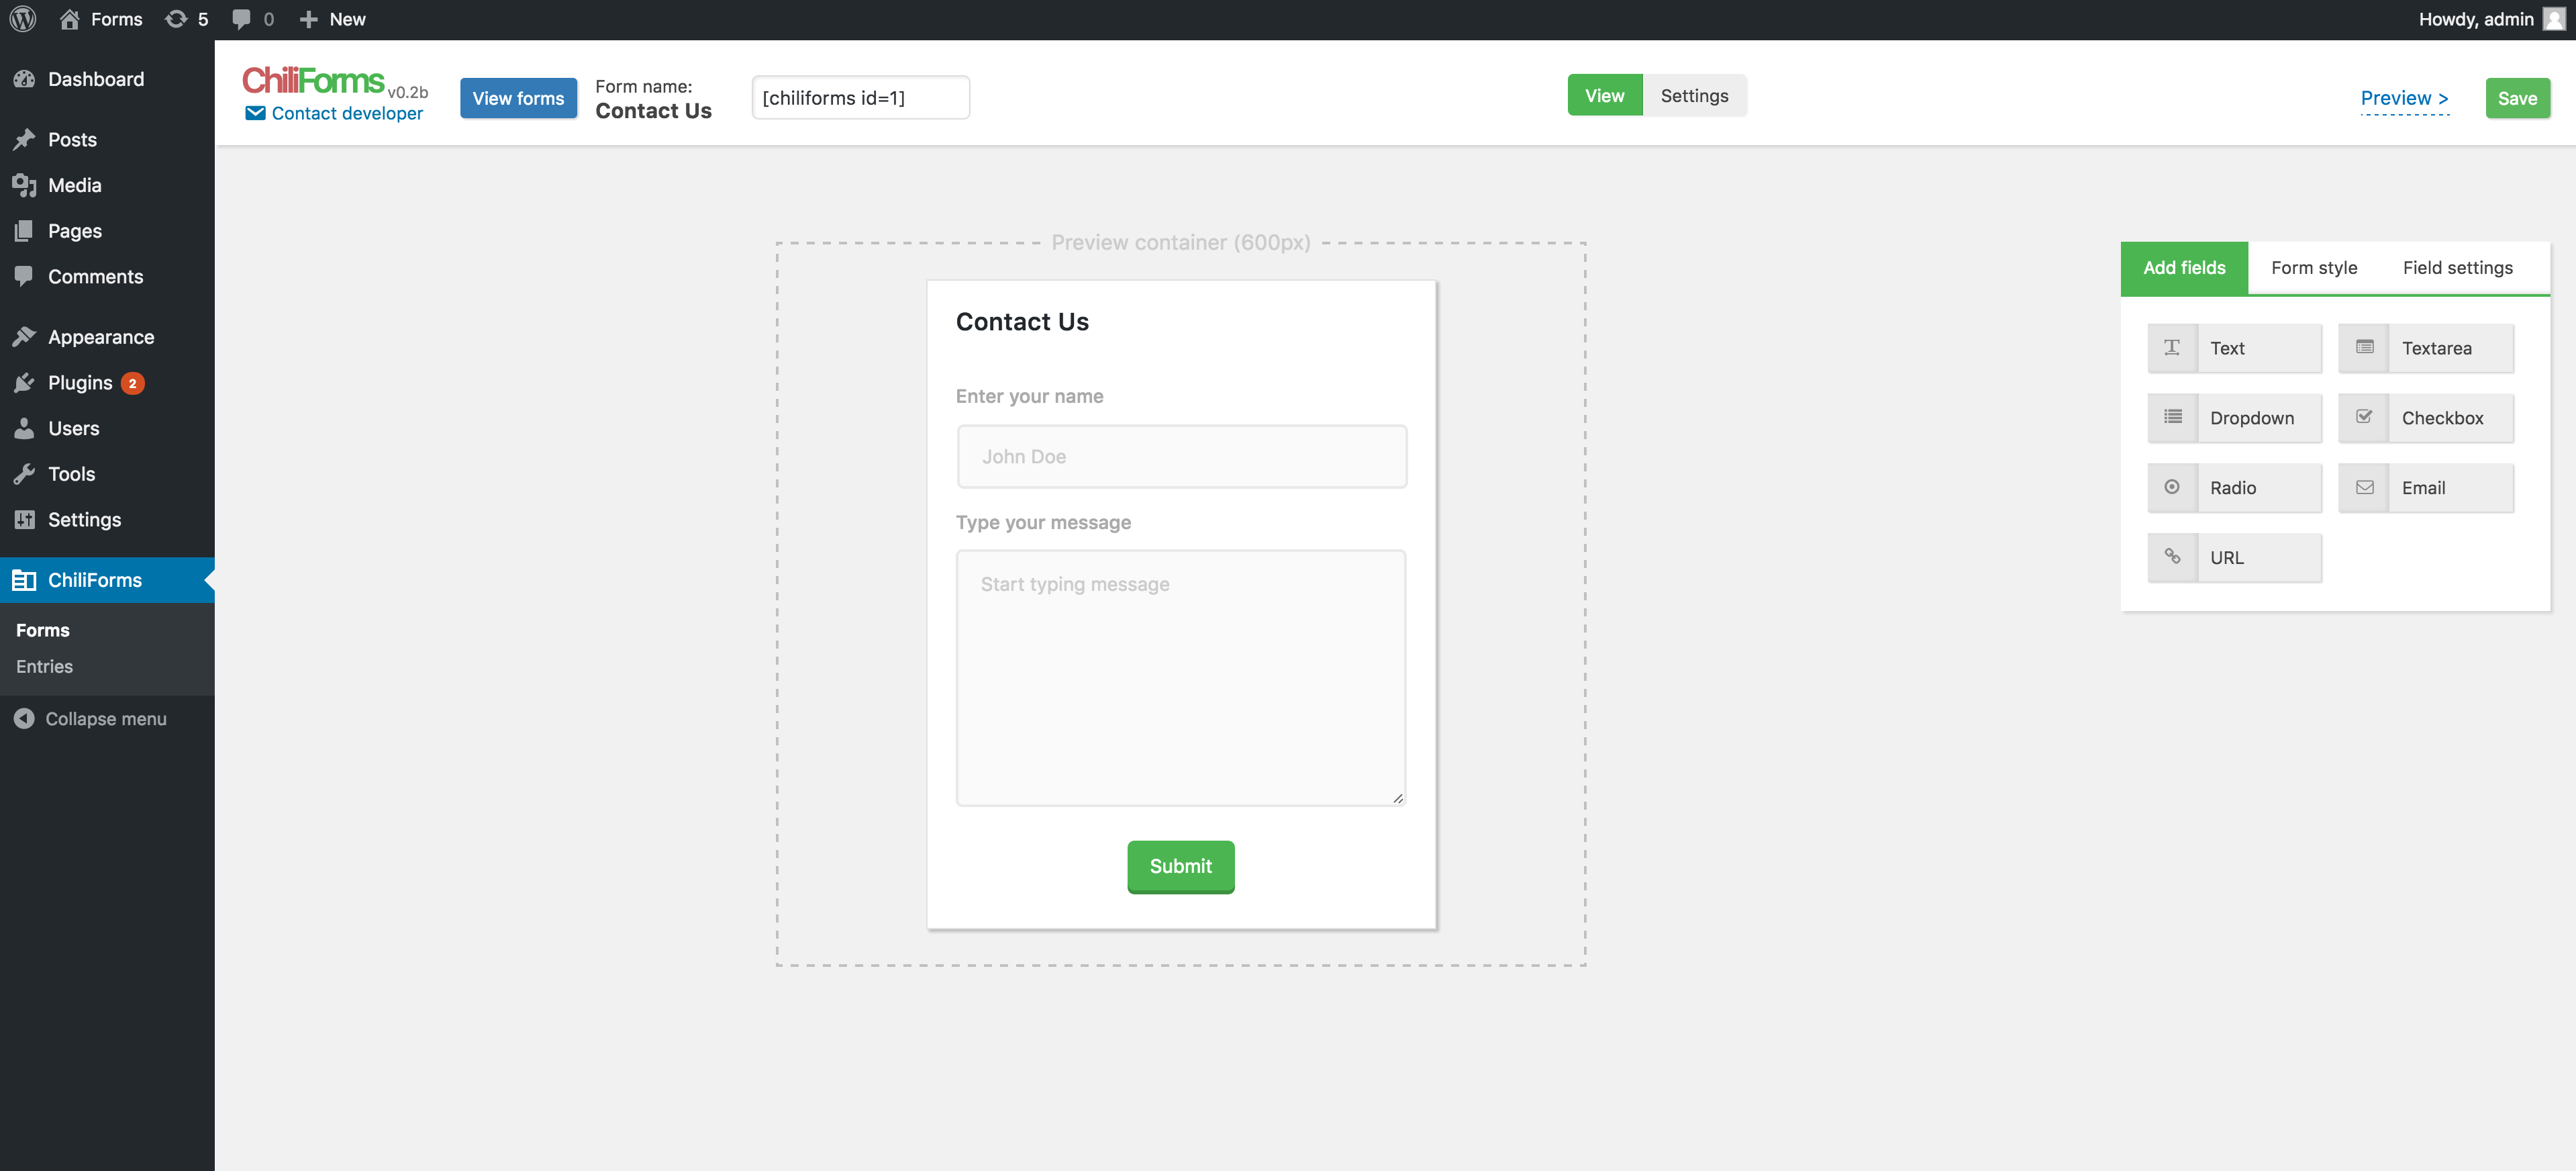 Forms 5 0 New Howdy, admin
Dashboard
Posts
Media
Pages
Comments
Appearance
Plugins 2
Users
Tools
Settings
ChiliForms
Forms
Entries
Collapse menu
ChiliForms v0.2b
Contact developer
View forms
Form name:
Contact Us
[chiliforms id=1]
View Settings
Preview >
Save
Preview container (600px)
Contact Us
Enter your name
John Doe
Type your message
Start typing message
Submit
Add fields Form style Field settings
Text Textarea
Dropdown Checkbox
Radio Email
URL